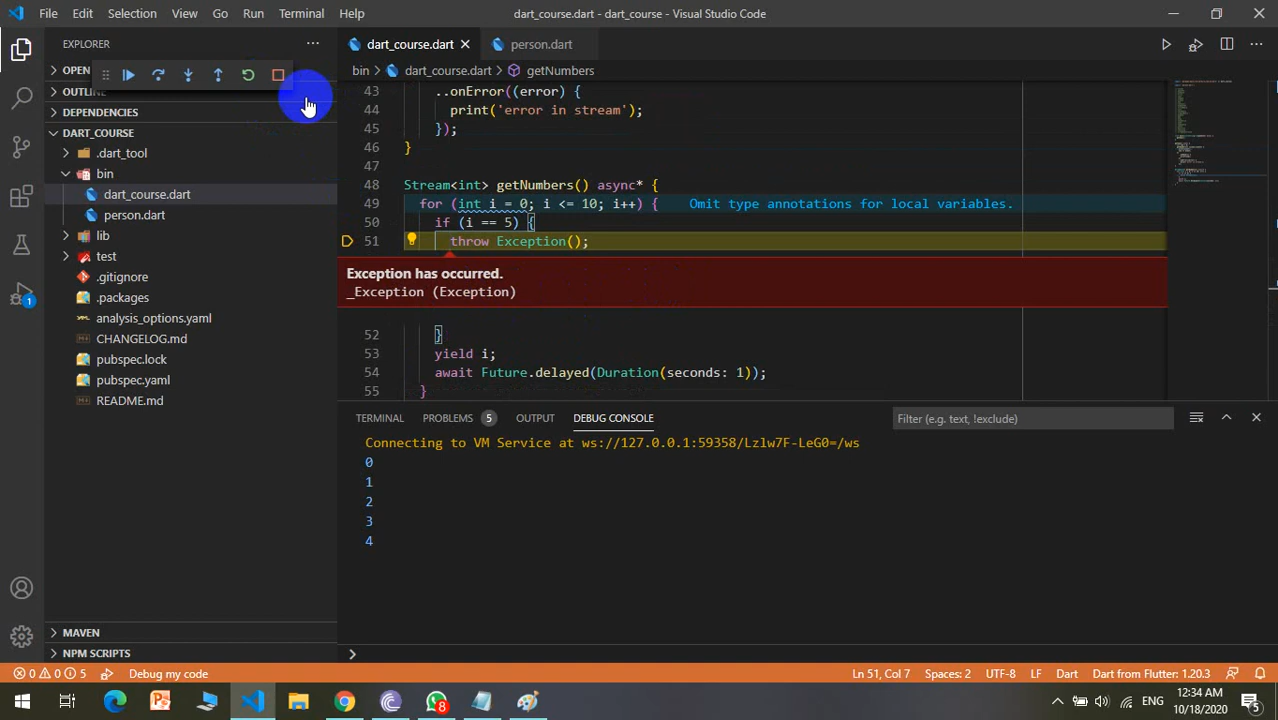 File Edit Selection View Go Run Terminal Help dart_course.dart - dart_course - Visual Studio Code
EXPLORER
OPEN
OUTLINE
DEPENDENCIES
DART_COURSE
.dart_tool
bin
dart_course.dart
person.dart
lib
test
.gitignore
.packages
analysis_options.yaml
CHANGELOG.md
pubspec.lock
pubspec.yaml
README.md
MAVEN
NPM SCRIPTS
1
dart_course.dart person.dart
bin > dart_course.dart > getNumbers
43 ..onError((error) {
44 print('error in stream');
45 });
46 }
47
48 Stream<int> getNumbers() async* {
49 for (int i = 0; i <= 10; i++) { Omit type annotations for local variables.
50 if (i == 5) {
51 throw Exception();
Exception has occurred.
_Exception (Exception)
52 }
53 yield i;
54 await Future.delayed(Duration(seconds: 1));
55 }
TERMINAL PROBLEMS 5 OUTPUT DEBUG CONSOLE Filter (e.g. text, !exclude)
Connecting to VM Service at ws://127.0.0.1:59358/Lzlw7F-LeG0=/ws
0
1
2
3
4
0 0 5 Debug my code Ln 51, Col 7 Spaces: 2 UTF-8 LF Dart Dart from Flutter: 1.20.3
8 ENG 12:34 AM
10/18/2020 5